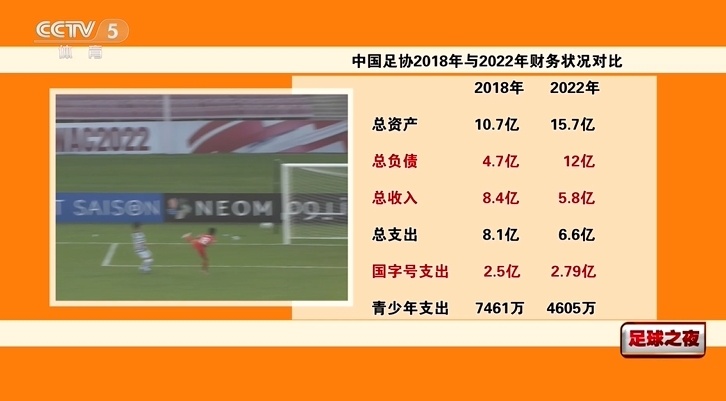 CCTV 5
体育
中国足协2018年与2022年财务状况对比
2018年 2022年
总资产 10.7亿 15.7亿
总负债 4.7亿 12亿
总收入 8.4亿 5.8亿
总支出 8.1亿 6.6亿
国字号支出 2.5亿 2.79亿
青少年支出 7461万 4605万
NAC2022
T SAISON
NEOM نيوم
足球之夜